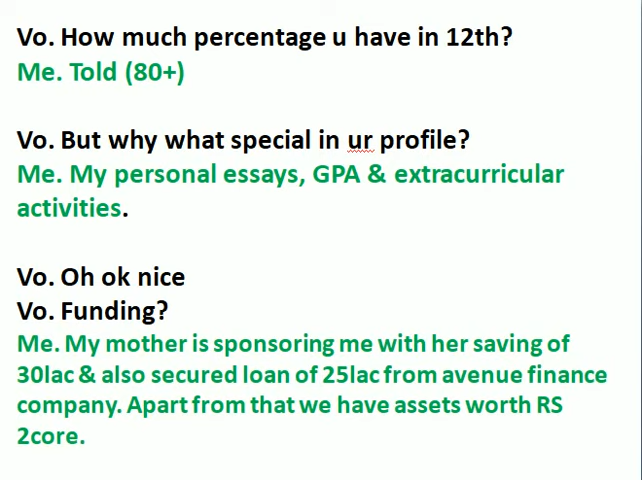 Vo. How much percentage u have in 12th?
Me. Told (80+)
Vo. But why what special in ur profile?
Me. My personal essays, GPA & extracurricular
activities.
Vo. Oh ok nice
Vo. Funding?
Me. My mother is sponsoring me with her saving of
30lac & also secured loan of 25lac from avenue finance
company. Apart from that we have assets worth RS
2core.